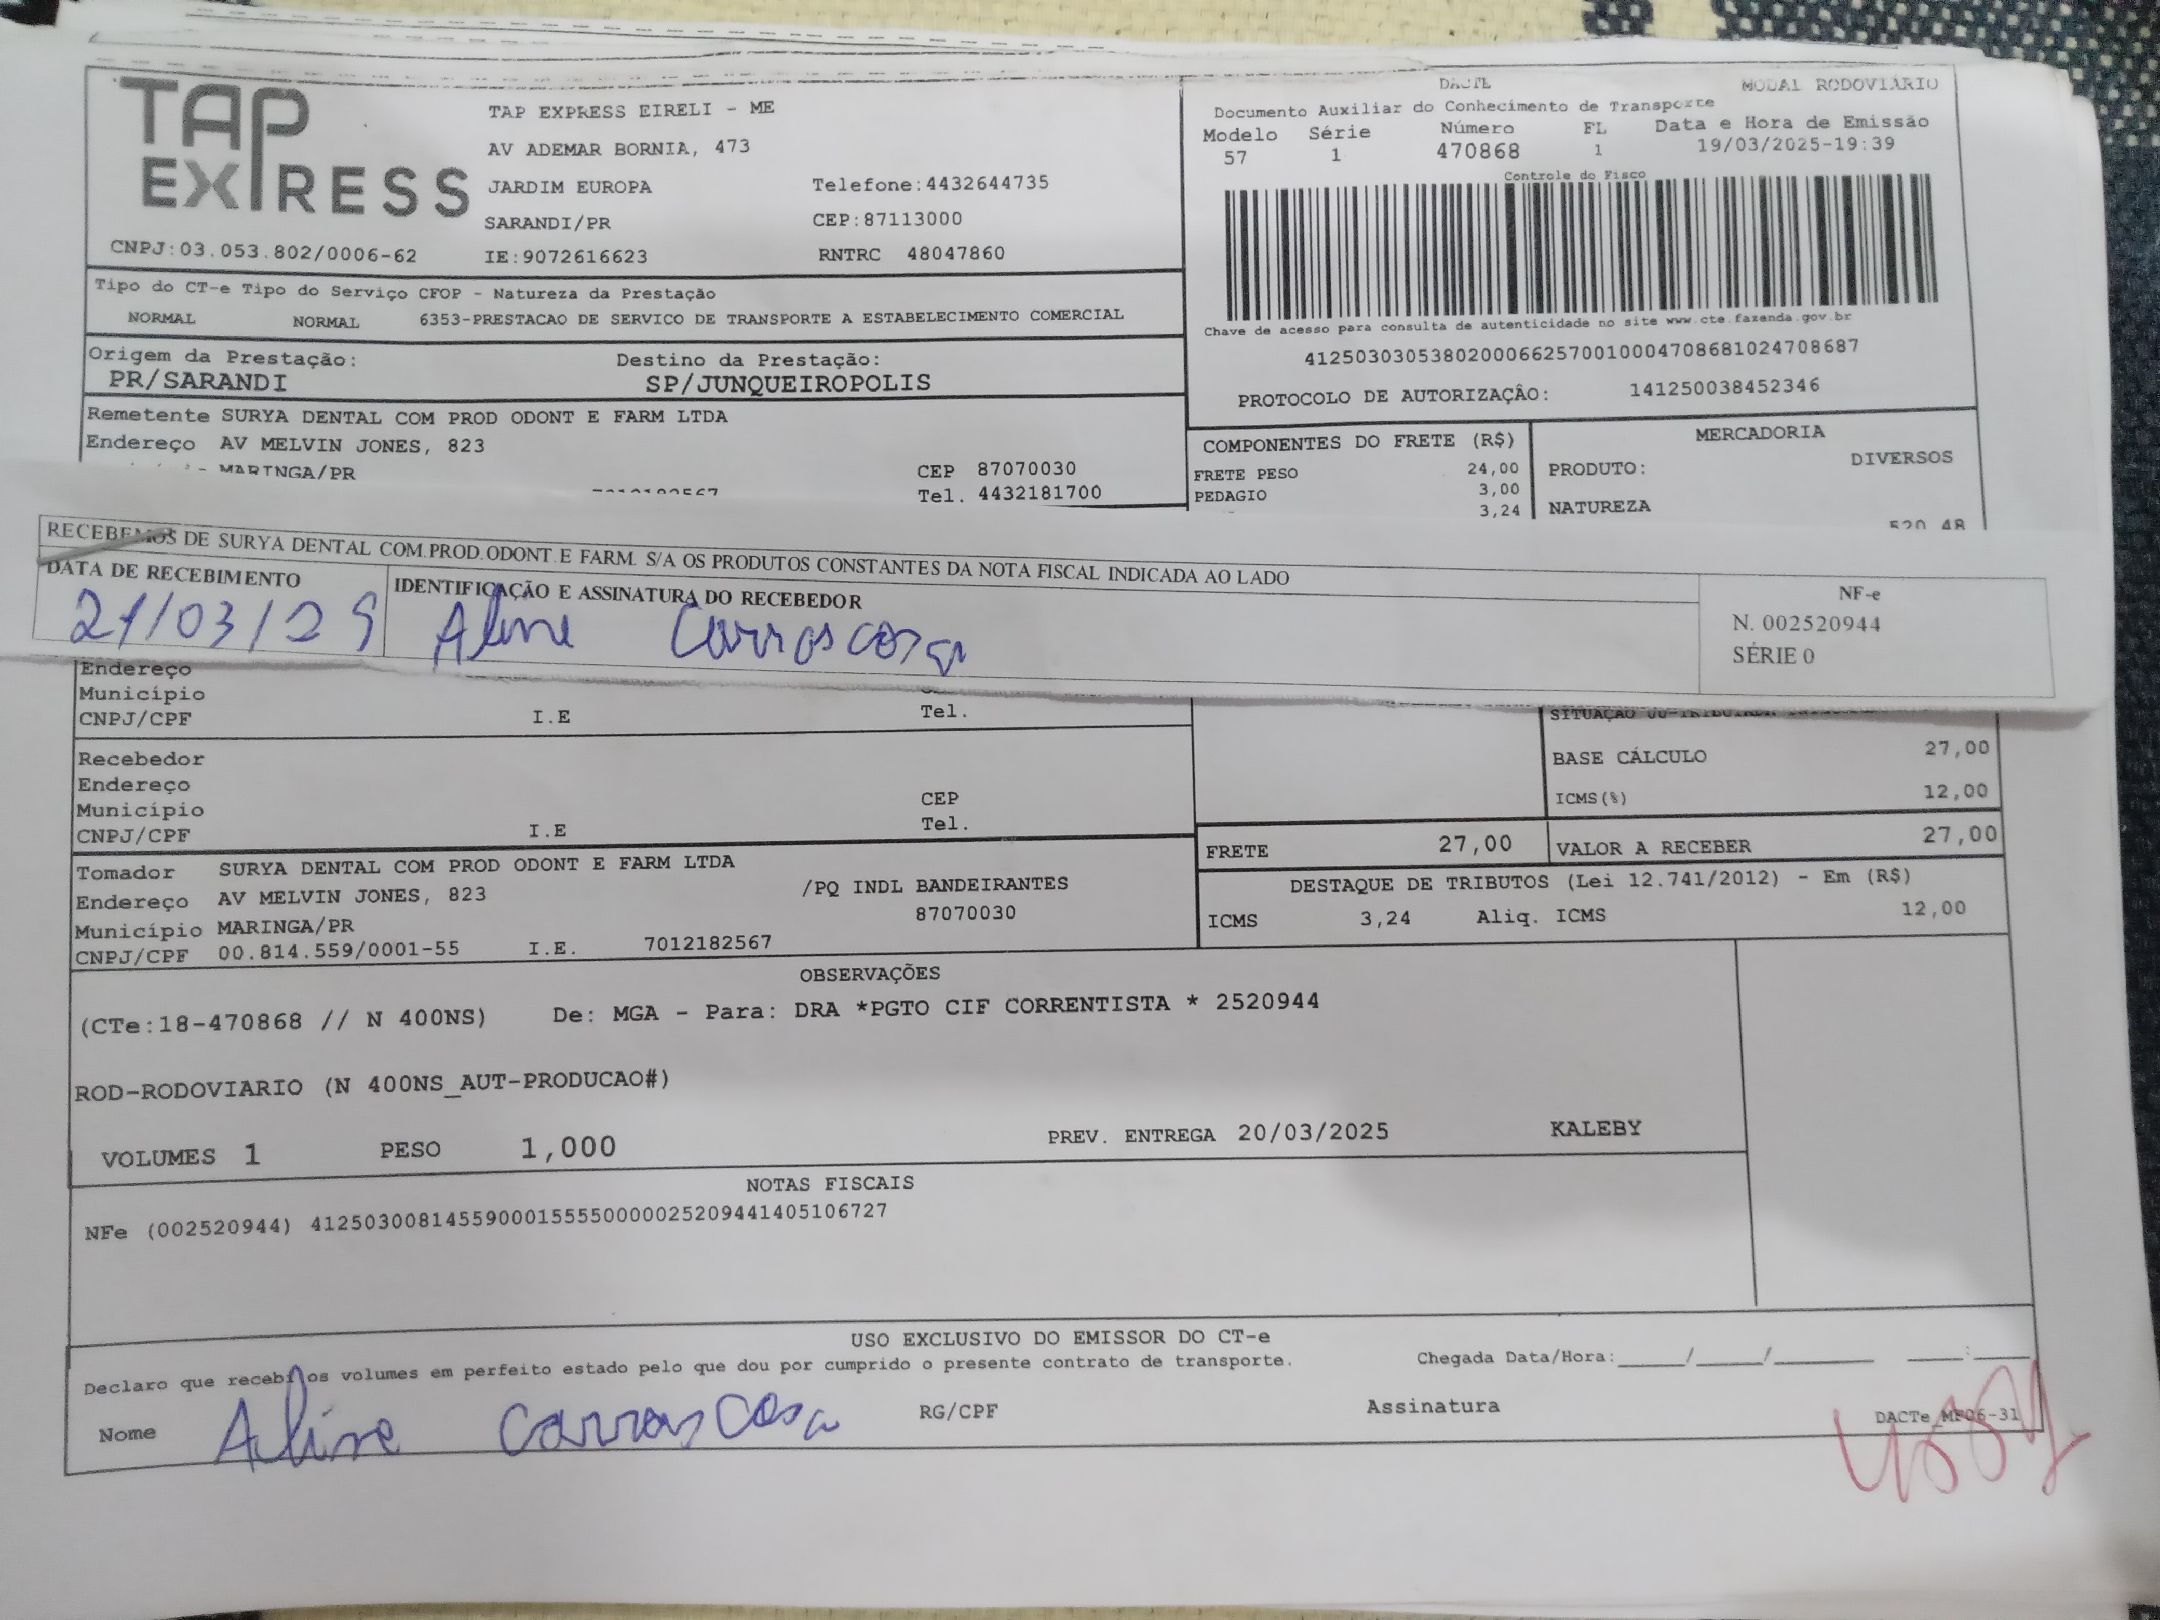 TAP EXPRESS
TAP EXPRESS EIRELI - ME
AV ADEMAR BORNIA, 473
JARDIM EUROPA Telefone:4432644735
SARANDI/PR CEP:87113000
CNPJ:03.053.802/0006-62 IE:9072616623 RNTRC 48047860
DACTE MODAL RODOVIARIO
Documento Auxiliar do Conhecimento de Transporte
Modelo Série Número FL Data e Hora de Emissão
57 1 470868 1 19/03/2025-19:39
Controle do Fisco
Chave de acesso para consulta de autenticidade no site www.cte.fazenda.gov.br
41250303053802000662570010004708681024708687
PROTOCOLO DE AUTORIZAÇÂO: 141250038452346
Tipo do CT-e Tipo do Serviço CFOP - Natureza da Prestação
NORMAL NORMAL 6353-PRESTACAO DE SERVICO DE TRANSPORTE A ESTABELECIMENTO COMERCIAL
Origem da Prestação: Destino da Prestação:
PR/SARANDI SP/JUNQUEIROPOLIS
Remetente SURYA DENTAL COM PROD ODONT E FARM LTDA
Endereço AV MELVIN JONES, 823
MARINGA/PR CEP 87070030
Tel. 4432181700
COMPONENTES DO FRETE (R$)
FRETE PESO 24,00
PEDAGIO 3,00
3,24
MERCADORIA
PRODUTO: DIVERSOS
NATUREZA
520,48
RECEBEMOS DE SURYA DENTAL COM.PROD.ODONT.E FARM. S/A OS PRODUTOS CONSTANTES DA NOTA FISCAL INDICADA AO LADO
DATA DE RECEBIMENTO IDENTIFICAÇÃO E ASSINATURA DO RECEBEDOR
21/03/25 Aline Carrascosa
NF-e
N. 002520944
SÉRIE 0
Endereço
Município
CNPJ/CPF I.E Tel.
Recebedor
Endereço
Município CEP
CNPJ/CPF I.E Tel.
BASE CÁLCULO 27,00
ICMS(%) 12,00
FRETE 27,00 VALOR A RECEBER 27,00
DESTAQUE DE TRIBUTOS (Lei 12.741/2012) - Em (R$)
ICMS 3,24 Aliq. ICMS 12,00
Tomador SURYA DENTAL COM PROD ODONT E FARM LTDA
Endereço AV MELVIN JONES, 823 /PQ INDL BANDEIRANTES
Município MARINGA/PR 87070030
CNPJ/CPF 00.814.559/0001-55 I.E. 7012182567
OBSERVAÇÕES
(CTe:18-470868 // N 400NS) De: MGA - Para: DRA *PGTO CIF CORRENTISTA * 2520944
ROD-RODOVIARIO (N 400NS_AUT-PRODUCAO#)
VOLUMES 1 PESO 1,000 PREV. ENTREGA 20/03/2025 KALEBY
NOTAS FISCAIS
NFe (002520944) 41250300814559000155550000025209441405106727
USO EXCLUSIVO DO EMISSOR DO CT-e
Declaro que recebi os volumes em perfeito estado pelo que dou por cumprido o presente contrato de transporte. Chegada Data/Hora:____/____/______ ___:___
Nome Aline Carrascosa RG/CPF Assinatura
DACTe_MP06-31